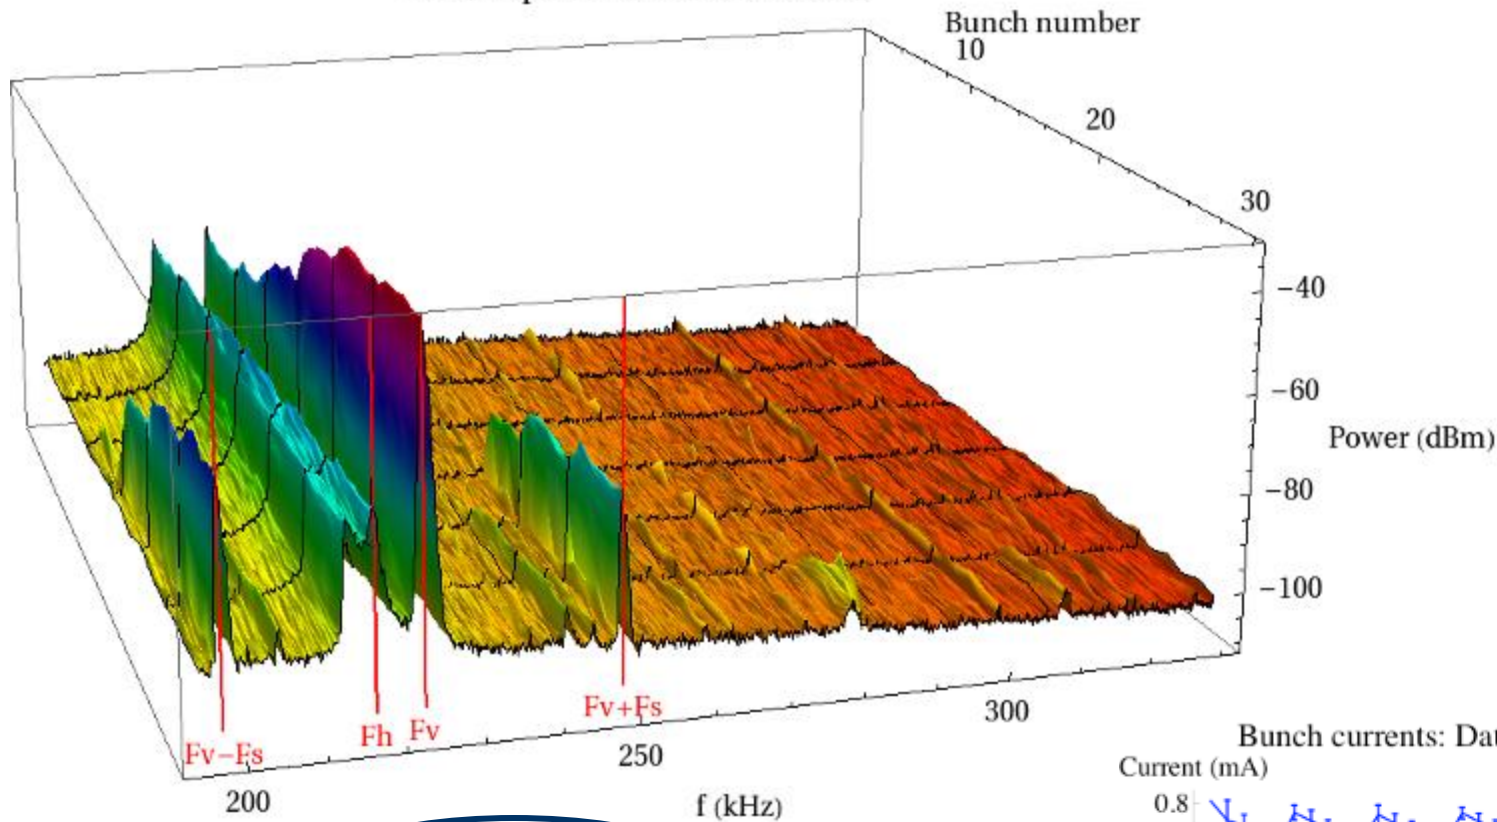 Bunch number
10
20
30
−40
−60
Power (dBm)
−80
−100
Fv−Fs
Fh
Fv
Fv+Fs
200
250
300
f (kHz)
Bunch currents: Dat
Current (mA)
0.8